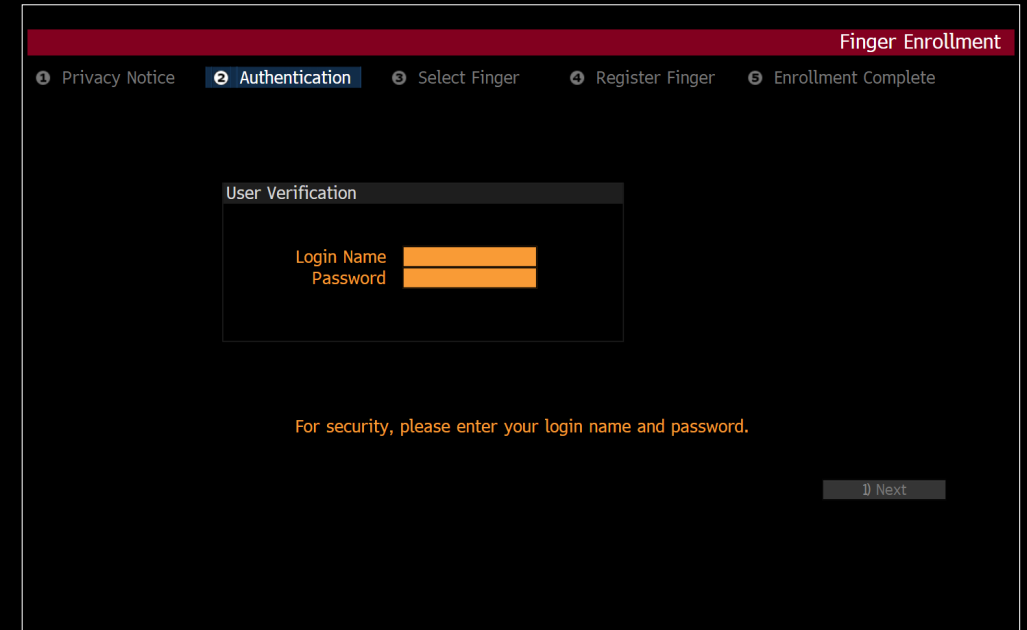 Finger Enrollment
❶ Privacy Notice ❷ Authentication ❸ Select Finger ❹ Register Finger ❺ Enrollment Complete
User Verification
Login Name
Password
For security, please enter your login name and password.
1) Next